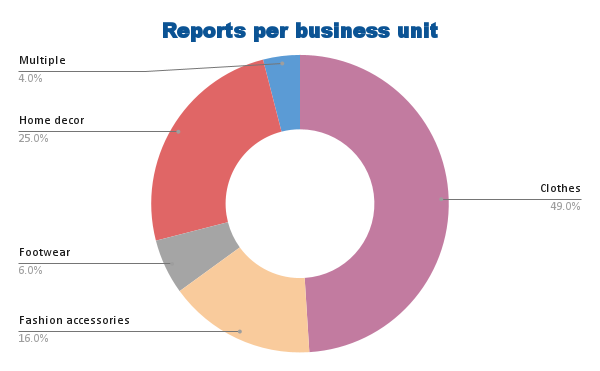 Reports per business unit
Multiple
4.0%
Home decor
25.0%
Clothes
49.0%
Footwear
6.0%
Fashion accessories
16.0%